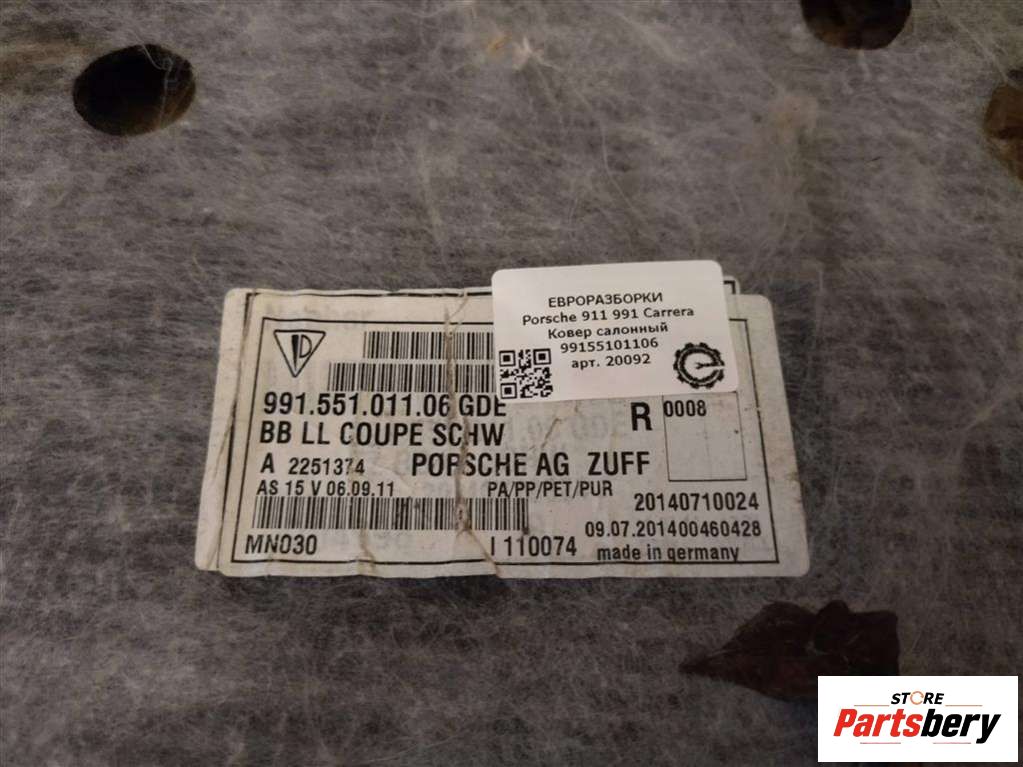 ЕВРОРАЗБОРКИ
Porsche 911 991 Carrera
Ковер салонный
99155101106
арт. 20092
991.551.011.06 GDE
R 0008
BB LL COUPE SCHW
A 2251374 PORSCHE AG ZUFF
AS 15 V 06.09.11 PA/PP/PET/PUR 20140710024
09.07.201400460428
MN030 I 110074 made in germany
STORE
Partsbery